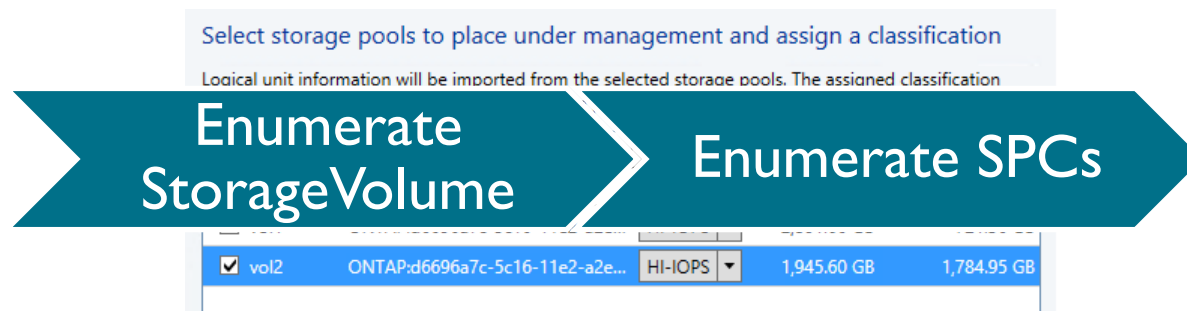 Select storage pools to place under management and assign a classification
Logical unit information will be imported from the selected storage pools. The assigned classification
Enumerate
StorageVolume
Enumerate SPCs
vol2 ONTAP:d6696a7c-5c16-11e2-a2e... HI-IOPS 1,945.60 GB 1,784.95 GB